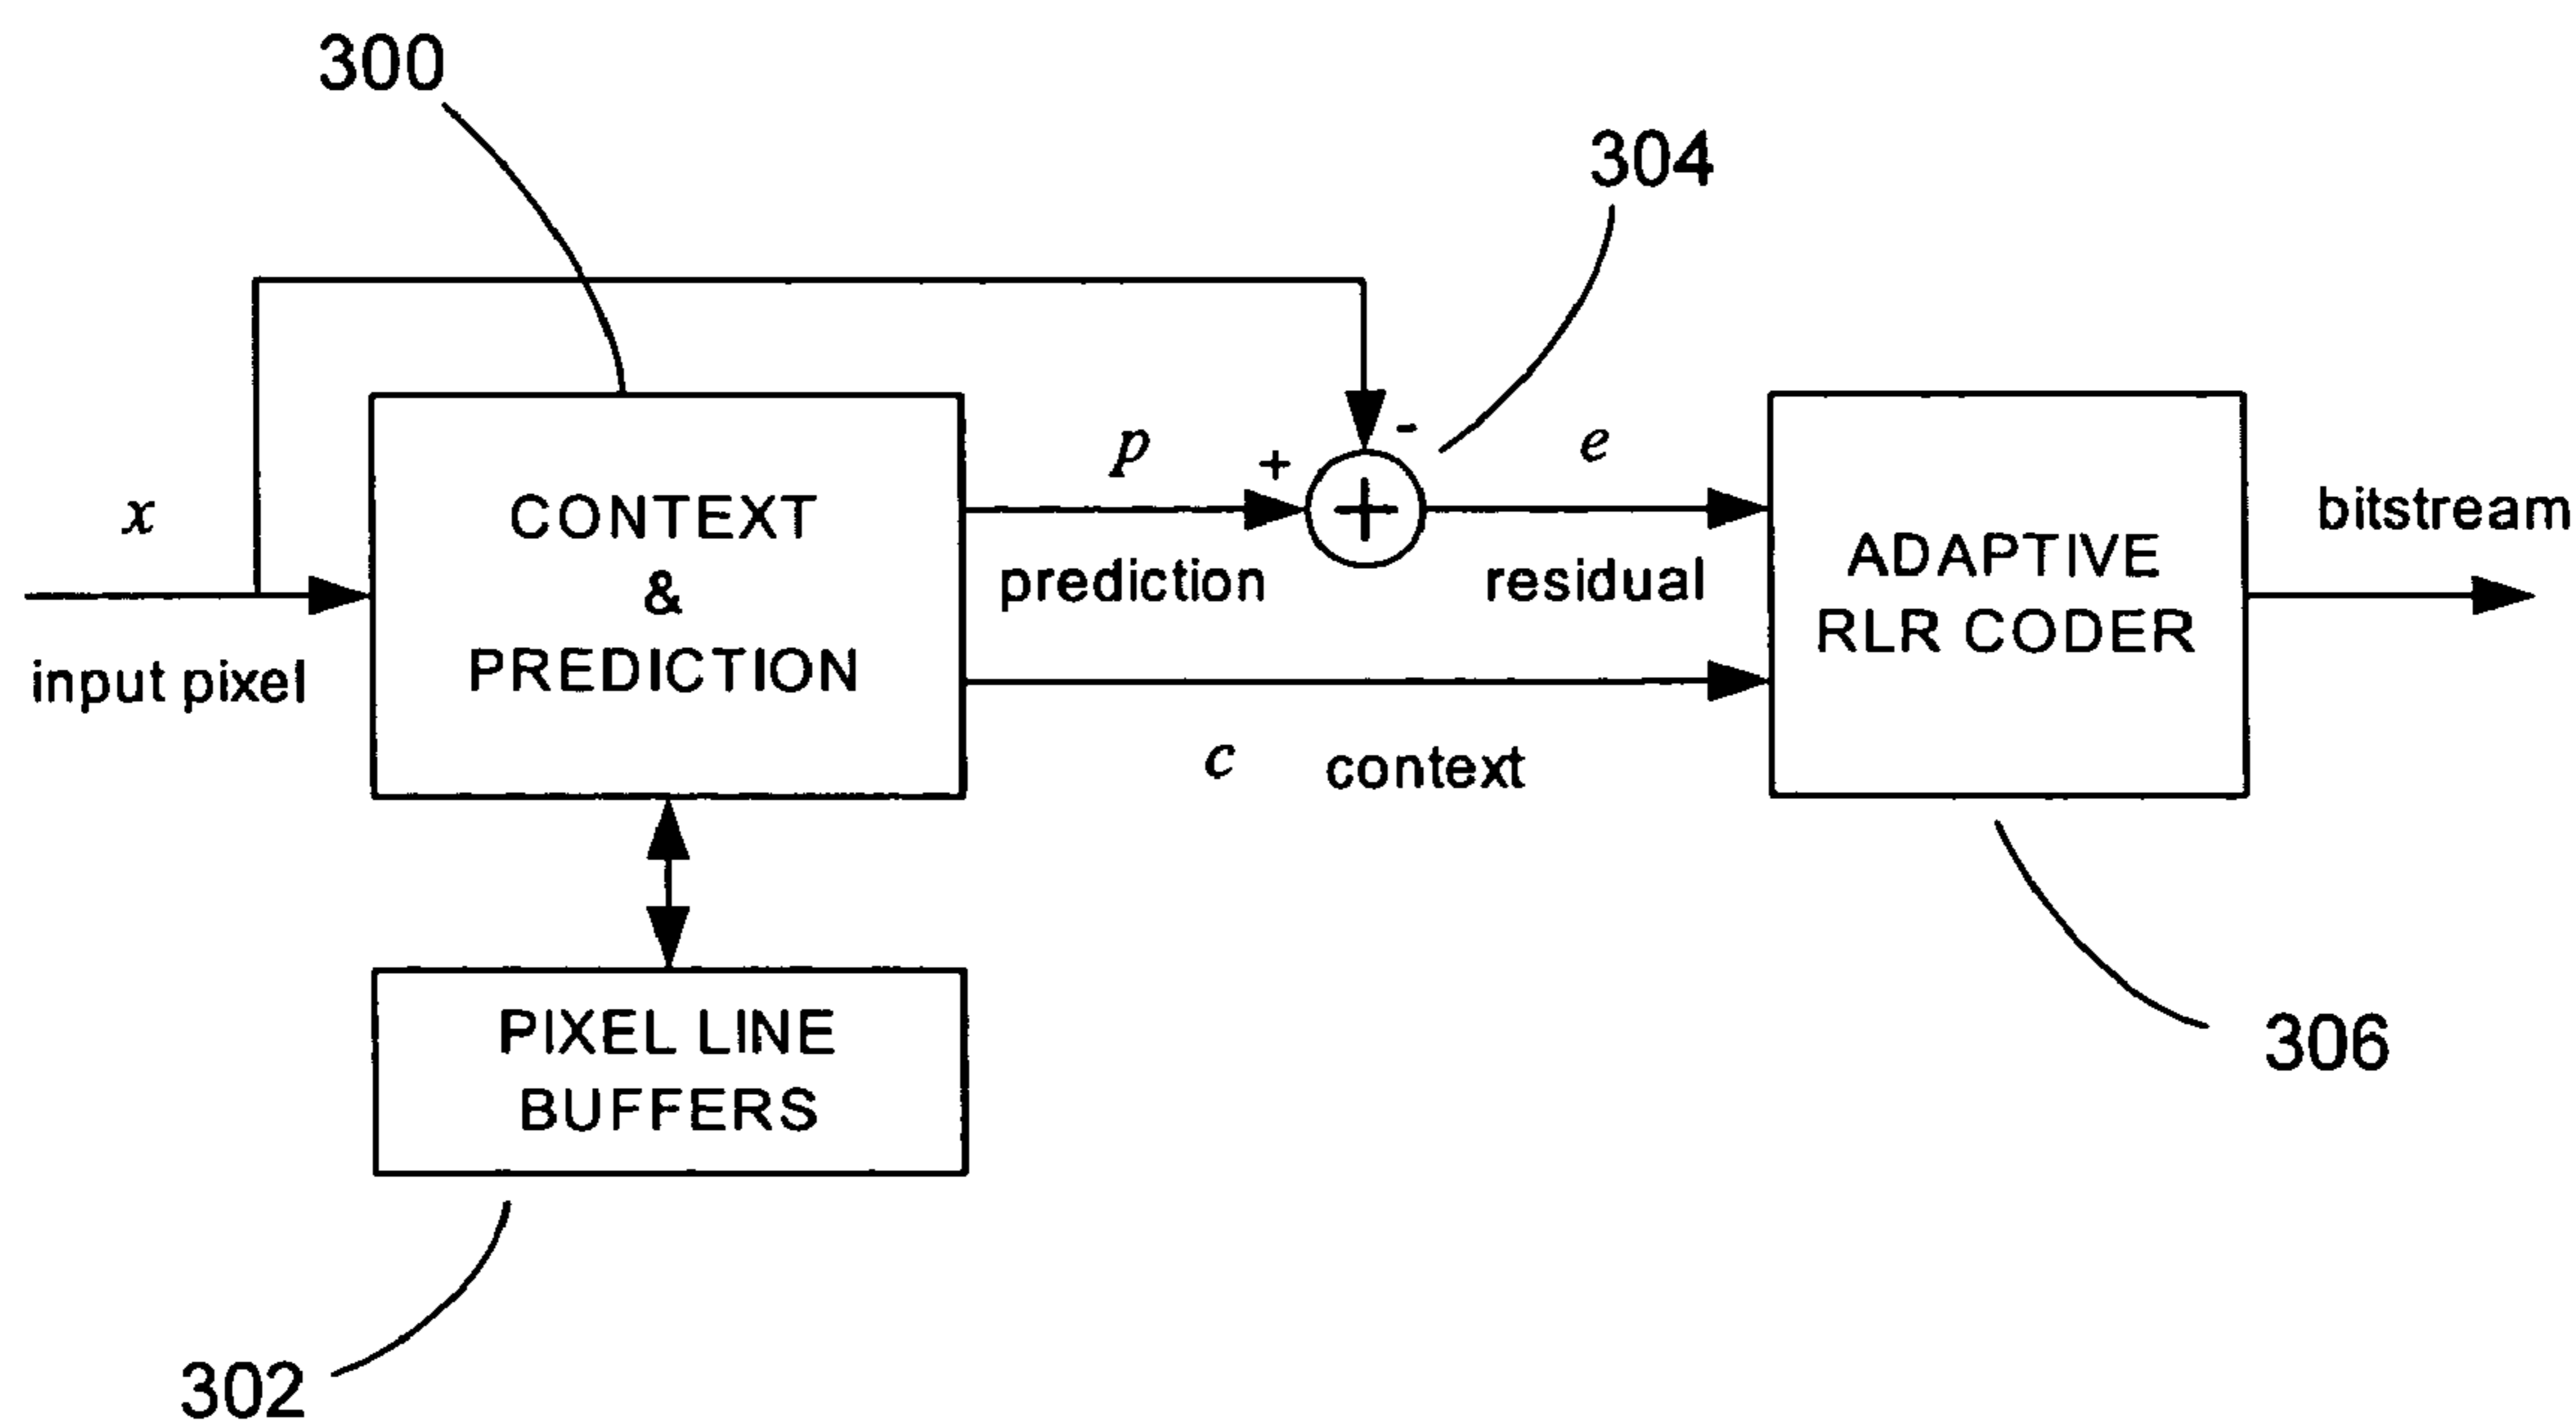 300
304
x
input pixel
CONTEXT
&
PREDICTION
p
+
-
+
prediction
e
residual
c context
ADAPTIVE
RLR CODER
bitstream
PIXEL LINE
BUFFERS
306
302